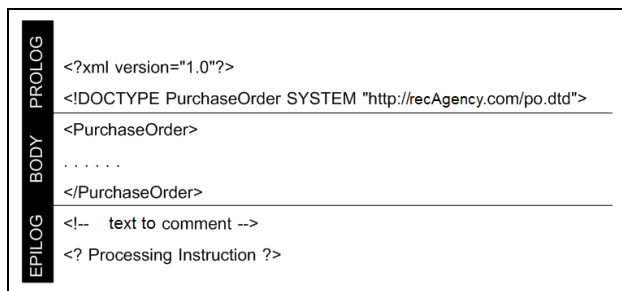 PROLOG
<?xml version="1.0"?>
<!DOCTYPE PurchaseOrder SYSTEM "http://recAgency.com/po.dtd">
BODY
<PurchaseOrder>
. . . . . .
</PurchaseOrder>
EPILOG
<!-- text to comment -->
<? Processing Instruction ?>